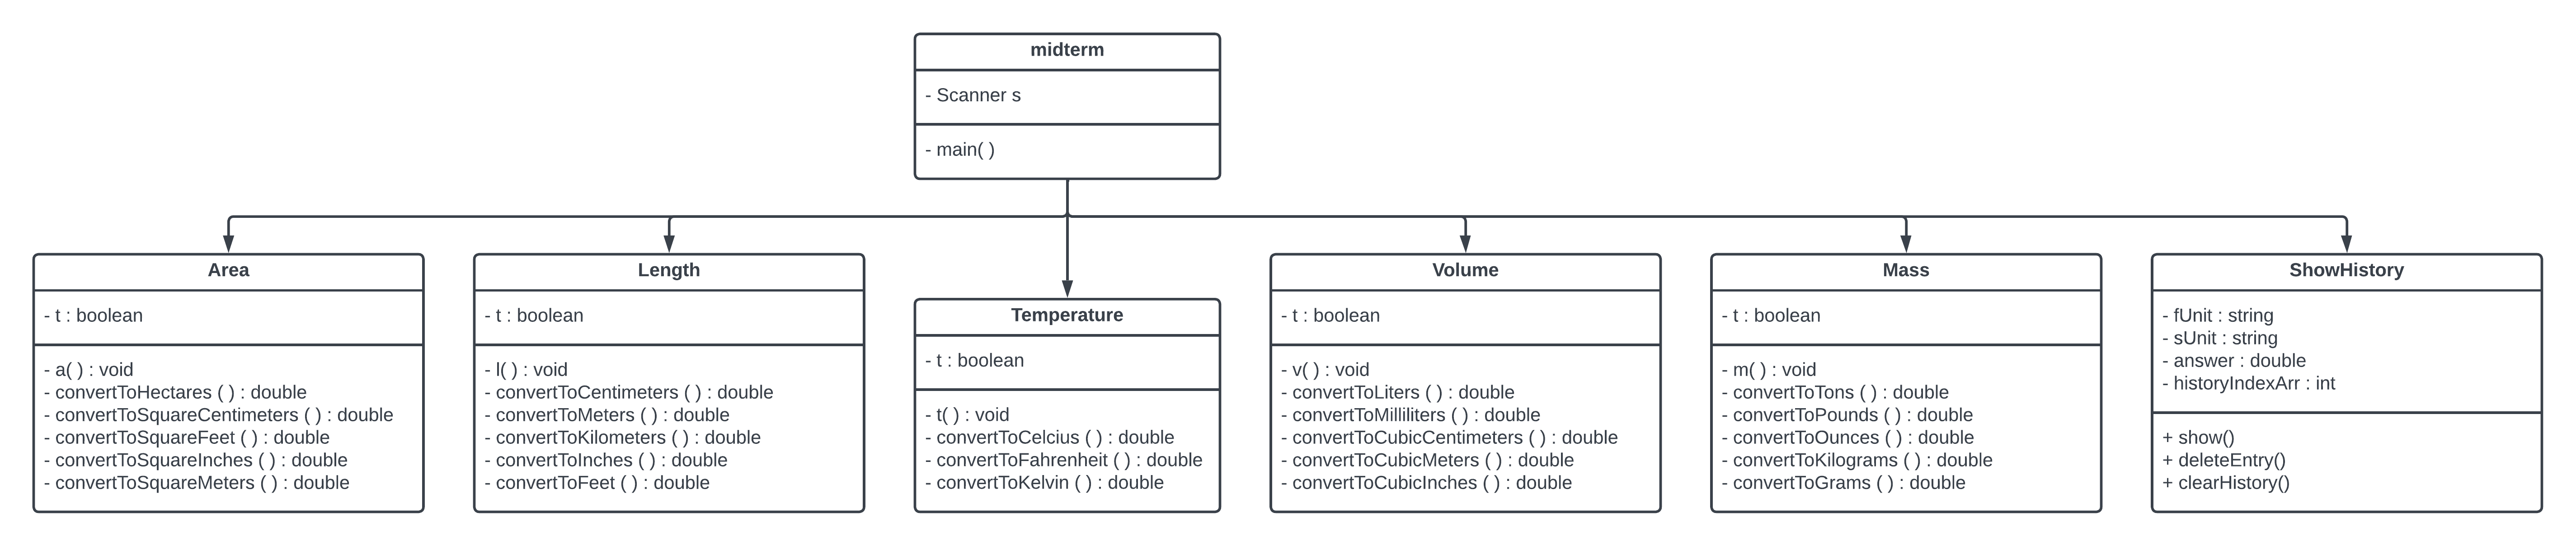 midterm
- Scanner s
- main( )
Area
- t : boolean
- a( ) : void
- convertToHectares ( ) : double
- convertToSquareCentimeters ( ) : double
- convertToSquareFeet ( ) : double
- convertToSquareInches ( ) : double
- convertToSquareMeters ( ) : double
Length
- t : boolean
- l( ) : void
- convertToCentimeters ( ) : double
- convertToMeters ( ) : double
- convertToKilometers ( ) : double
- convertToInches ( ) : double
- convertToFeet ( ) : double
Temperature
- t : boolean
- t( ) : void
- convertToCelcius ( ) : double
- convertToFahrenheit ( ) : double
- convertToKelvin ( ) : double
Volume
- t : boolean
- v( ) : void
- convertToLiters ( ) : double
- convertToMilliliters ( ) : double
- convertToCubicCentimeters ( ) : double
- convertToCubicMeters ( ) : double
- convertToCubicInches ( ) : double
Mass
- t : boolean
- m( ) : void
- convertToTons ( ) : double
- convertToPounds ( ) : double
- convertToOunces ( ) : double
- convertToKilograms ( ) : double
- convertToGrams ( ) : double
ShowHistory
- fUnit : string
- sUnit : string
- answer : double
- historyIndexArr : int
+ show()
+ deleteEntry()
+ clearHistory()